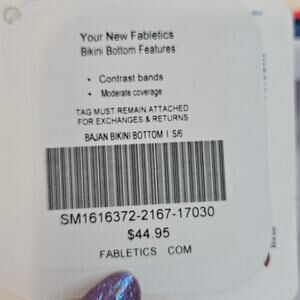 Your New Fabletics
Bikini Bottom Features:
• Contrast bands
• Moderate coverage
TAG MUST REMAIN ATTACHED
FOR EXCHANGES & RETURNS
BAJAN BIKINI BOTTOM I S/6
SM1616372-2167-17030
$44.95
FABLETICS COM